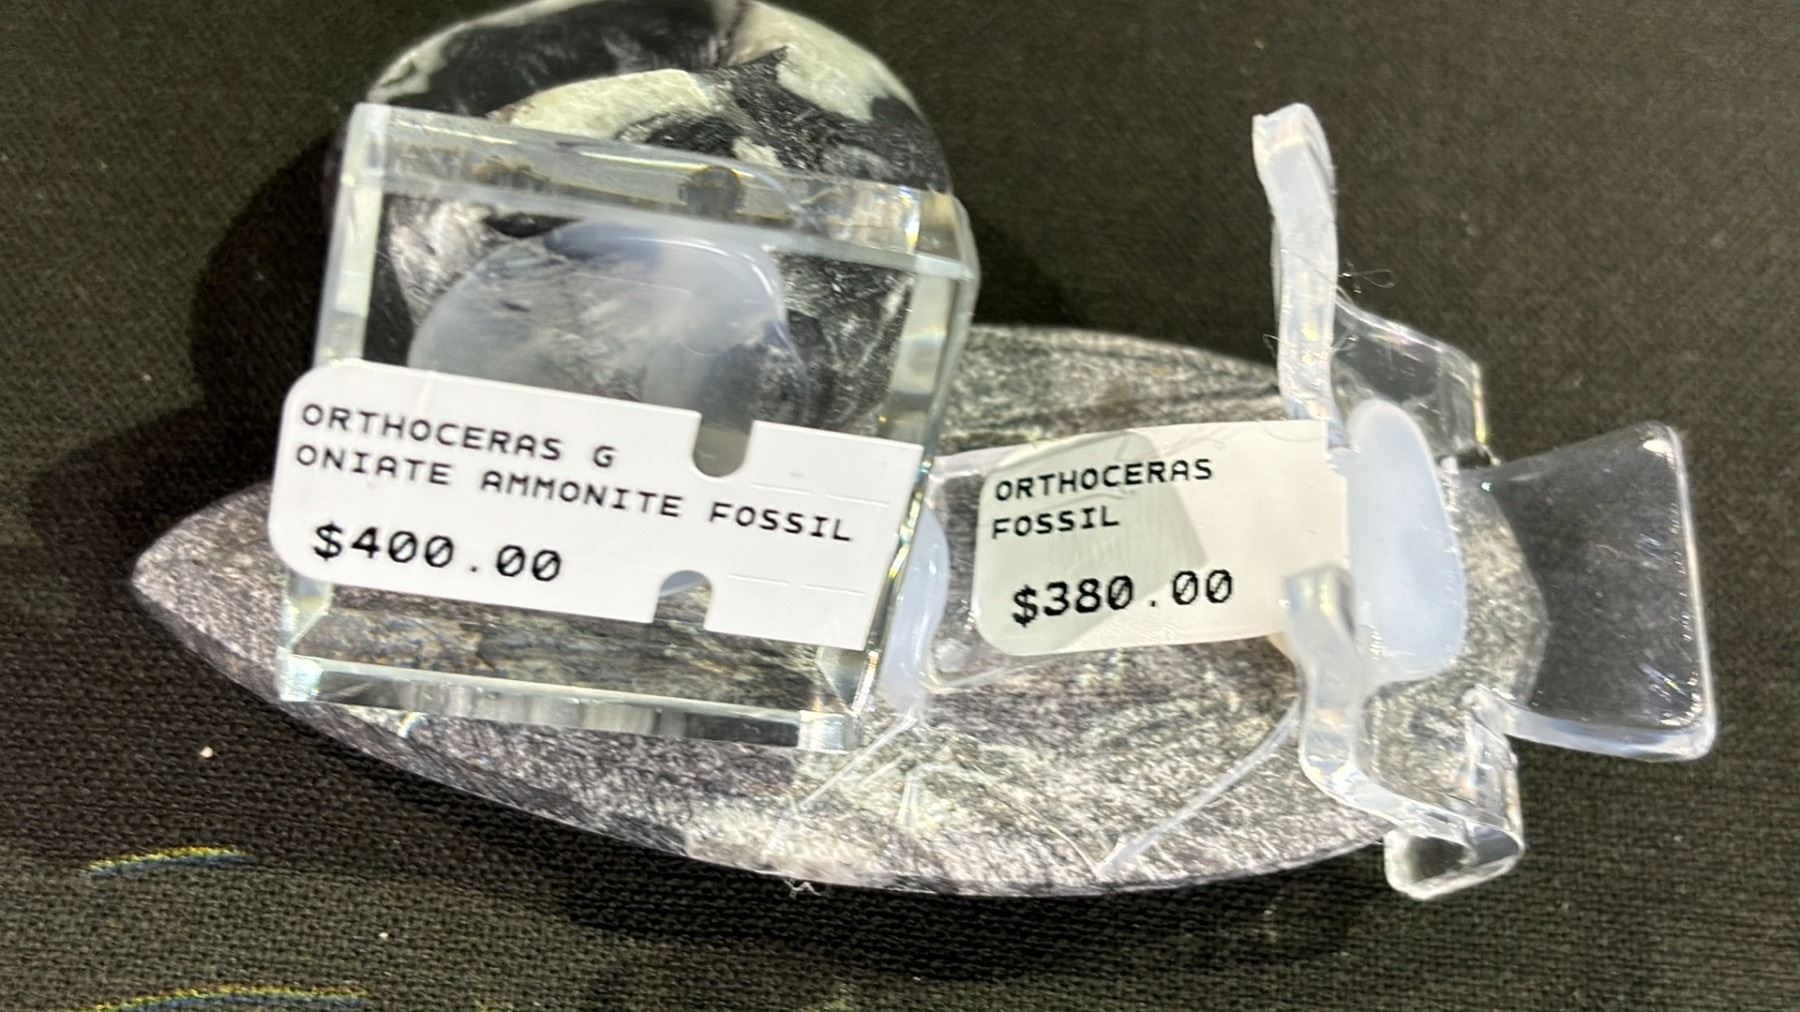 ORTHOCERAS G
ONIATE AMMONITE FOSSIL
$400.00
ORTHOCERAS
FOSSIL
$380.00